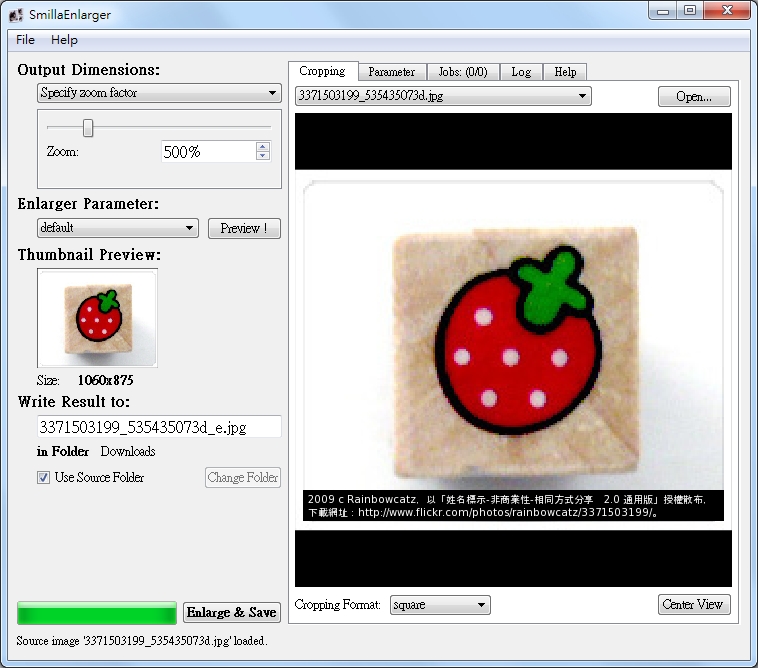 SmillaEnlarger
File Help
Output Dimensions:
Specify zoom factor
Zoom: 500%
Enlarger Parameter:
default Preview !
Thumbnail Preview:
Size: 1060x875
Write Result to:
3371503199_535435073d_e.jpg
in Folder Downloads
Use Source Folder Change Folder
Enlarge & Save
Source image '3371503199_535435073d.jpg' loaded.
Cropping Parameter Jobs: (0/0) Log Help
3371503199_535435073d.jpg Open...
2009 c Rainbowcatz，以「姓名標示-非商業性-相同方式分享 2.0 通用版」授權散布，
下載網址：http://www.flickr.com/photos/rainbowcatz/3371503199/。
Cropping Format: square Center View